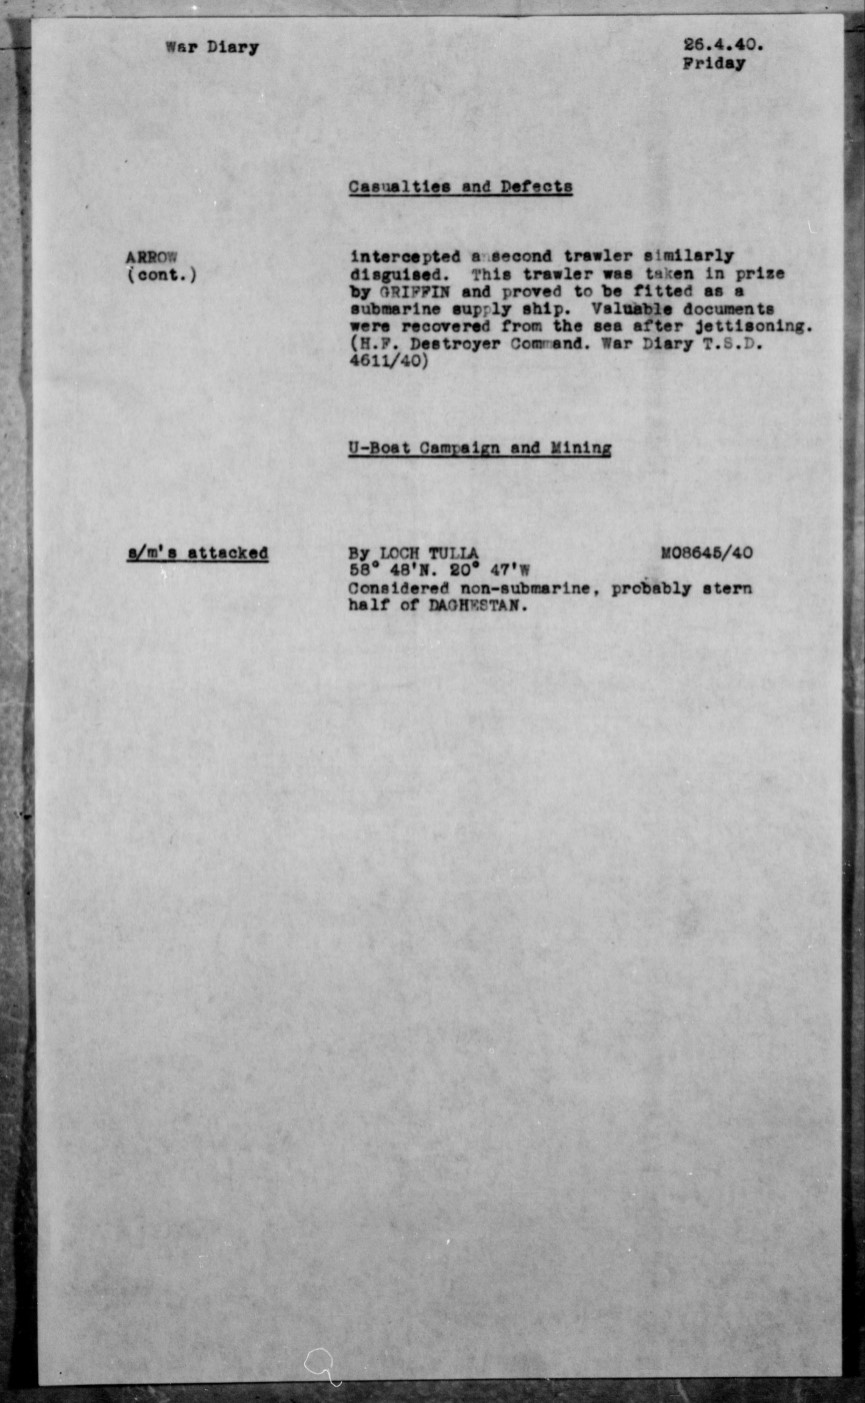 War Diary
26.4.40.
Friday
Casualties and Defects
ARROW
(cont.)
intercepted a second trawler similarly
disguised. This trawler was taken in prize
by GRIFFIN and proved to be fitted as a
submarine supply ship. Valuable documents
were recovered from the sea after jettisoning.
(H.F. Destroyer Command. War Diary T.S.D.
4611/40)
U-Boat Campaign and Mining
s/m's attacked
By LOCH TULLA M08645/40
58° 48'N. 20° 47'W
Considered non-submarine, probably stern
half of DAGHESTAN.